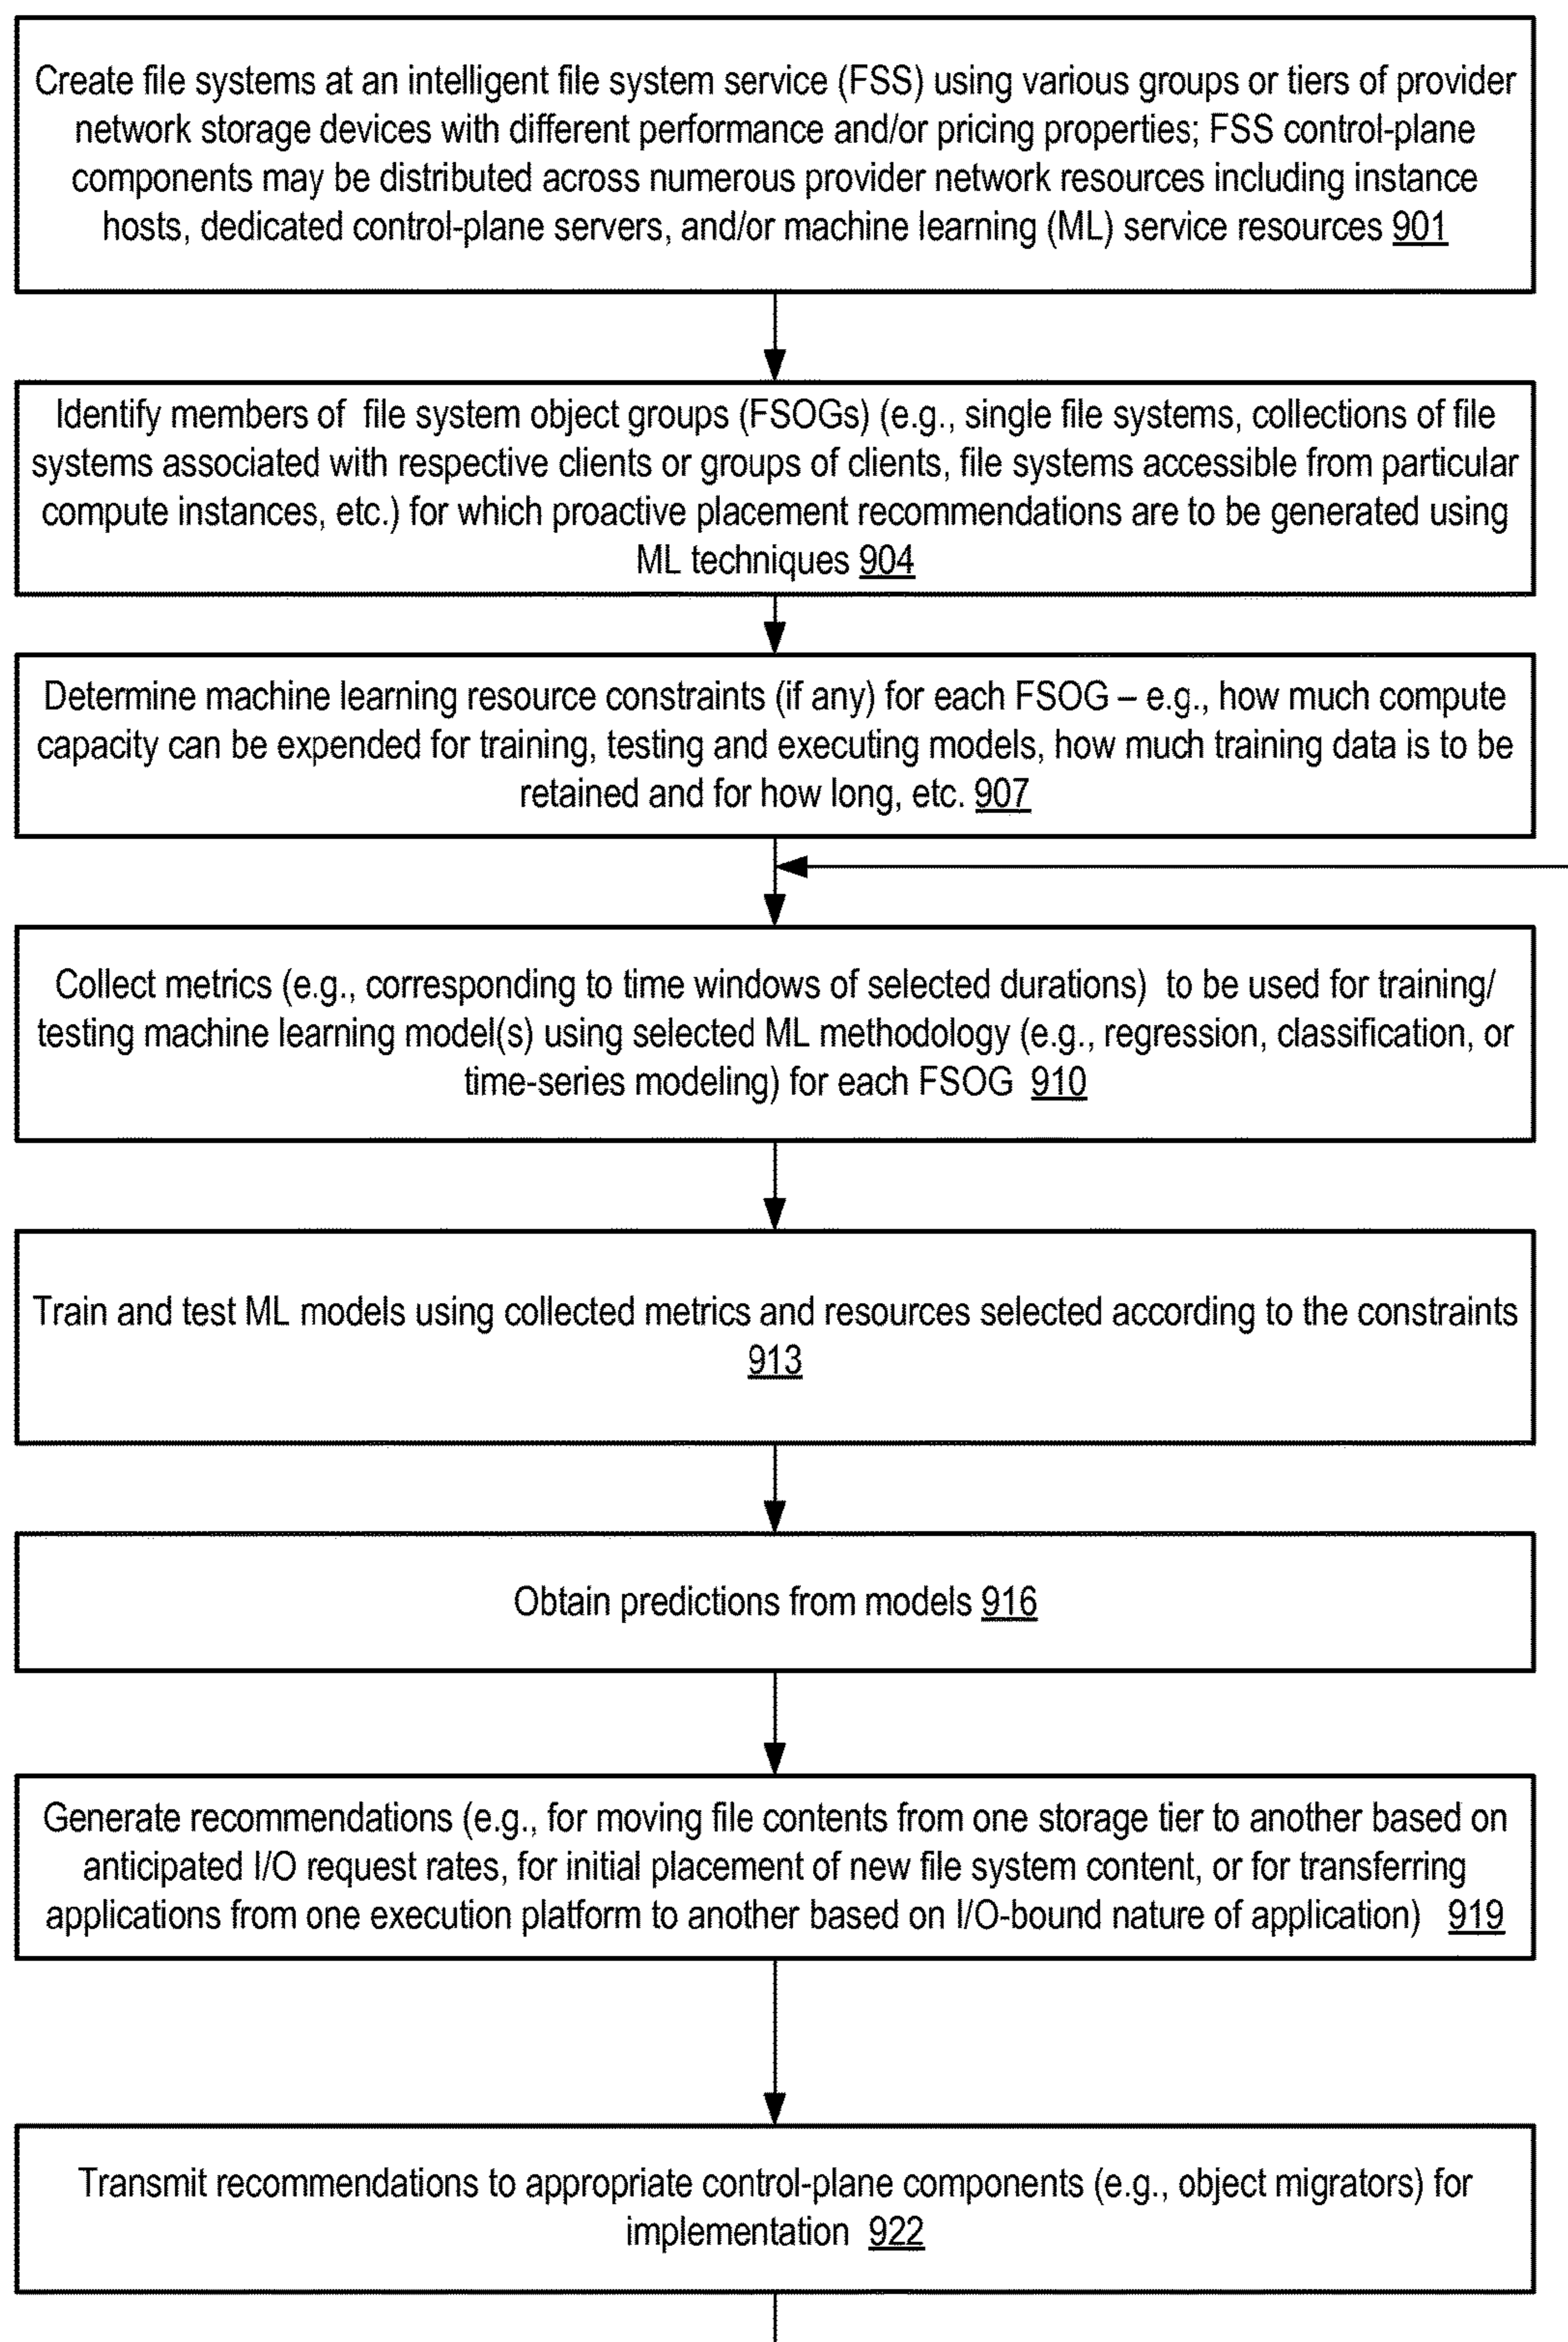 Create file systems at an intelligent file system service (FSS) using various groups or tiers of provider
network storage devices with different performance and/or pricing properties; FSS control-plane
components may be distributed across numerous provider network resources including instance
hosts, dedicated control-plane servers, and/or machine learning (ML) service resources 901
Identify members of file system object groups (FSOGs) (e.g., single file systems, collections of file
systems associated with respective clients or groups of clients, file systems accessible from particular
compute instances, etc.) for which proactive placement recommendations are to be generated using
ML techniques 904
Determine machine learning resource constraints (if any) for each FSOG – e.g., how much compute
capacity can be expended for training, testing and executing models, how much training data is to be
retained and for how long, etc. 907
Collect metrics (e.g., corresponding to time windows of selected durations) to be used for training/
testing machine learning model(s) using selected ML methodology (e.g., regression, classification, or
time-series modeling) for each FSOG 910
Train and test ML models using collected metrics and resources selected according to the constraints
913
Obtain predictions from models 916
Generate recommendations (e.g., for moving file contents from one storage tier to another based on
anticipated I/O request rates, for initial placement of new file system content, or for transferring
applications from one execution platform to another based on I/O-bound nature of application) 919
Transmit recommendations to appropriate control-plane components (e.g., object migrators) for
implementation 922